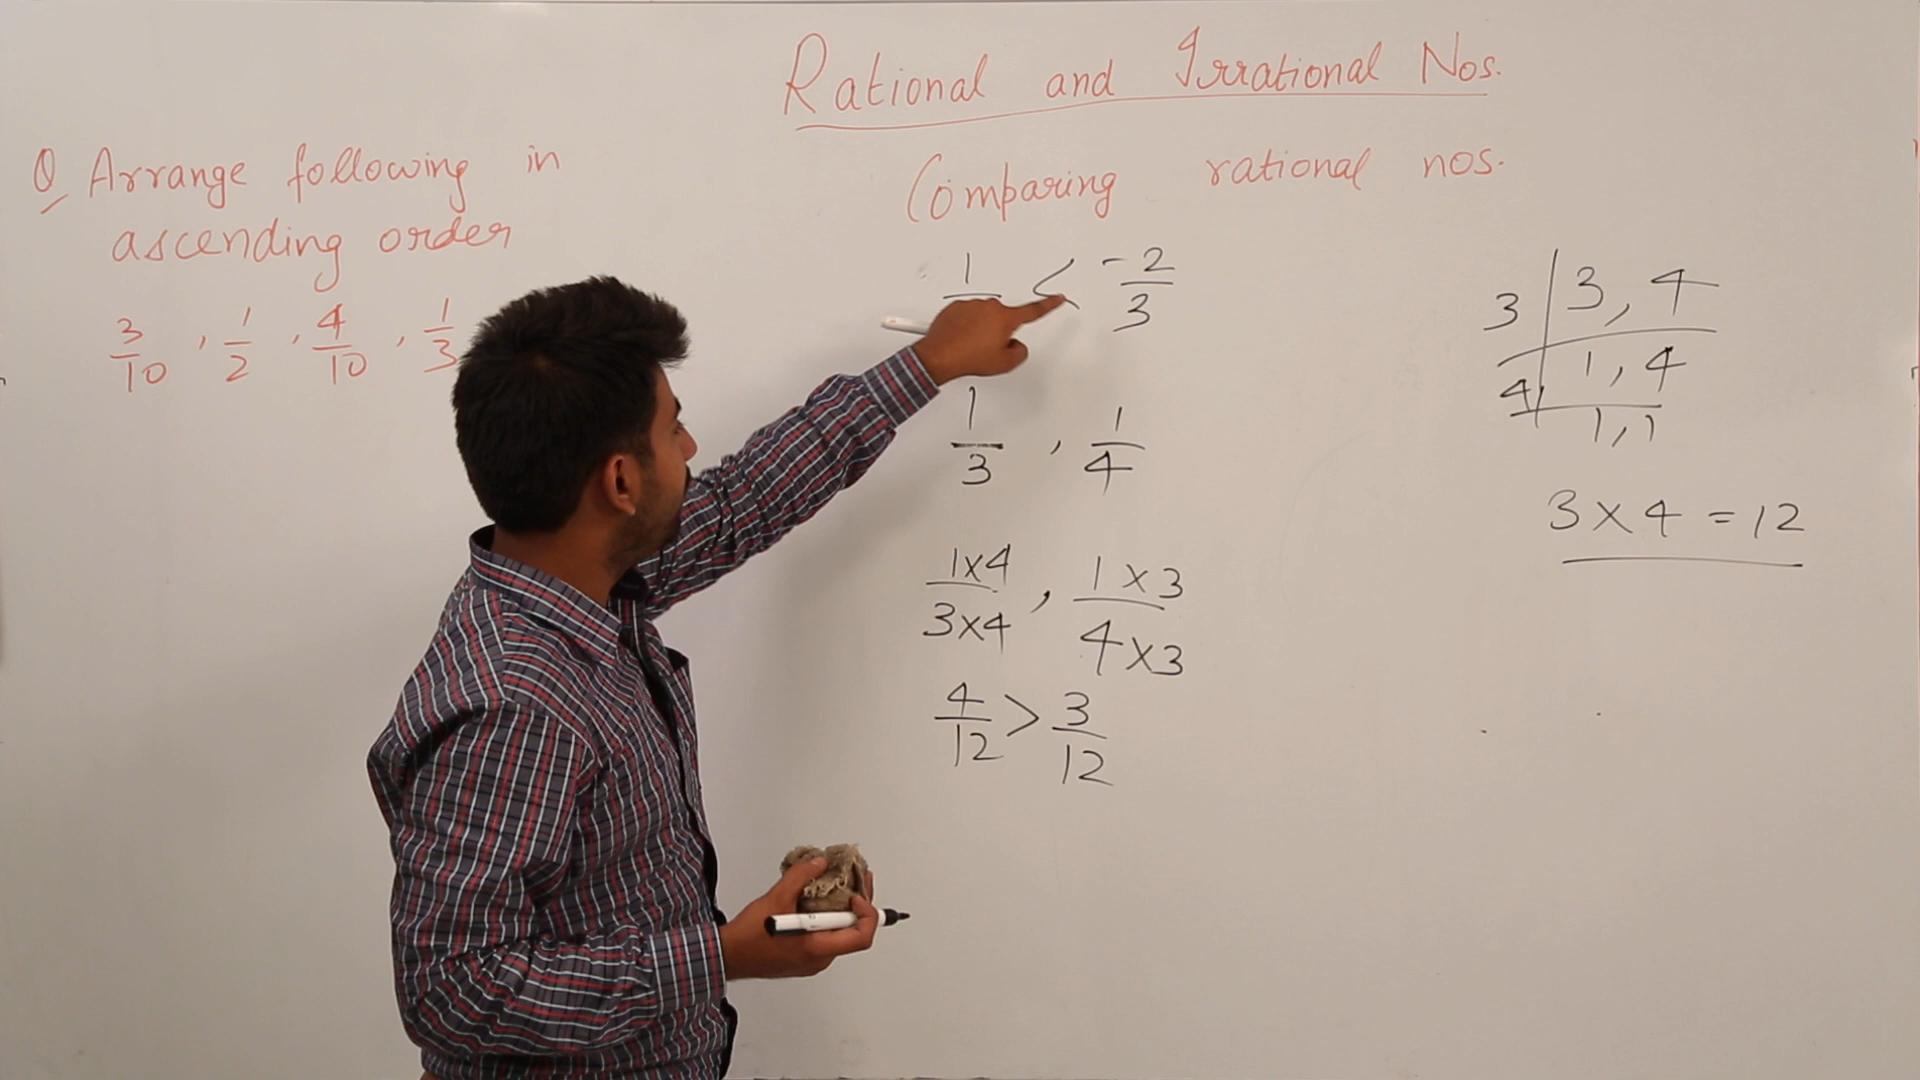 Rational and Irrational Nos.
Q Arrange following in
ascending order
3/10 , 1/2 , 4/10 , 1/3
Comparing rational nos.
1 < -2/3
1/3 , 1/4
1x4/3x4 , 1x3/4x3
4/12 > 3/12
3 | 3, 4
4 | 1, 4
1, 1
3 x 4 = 12